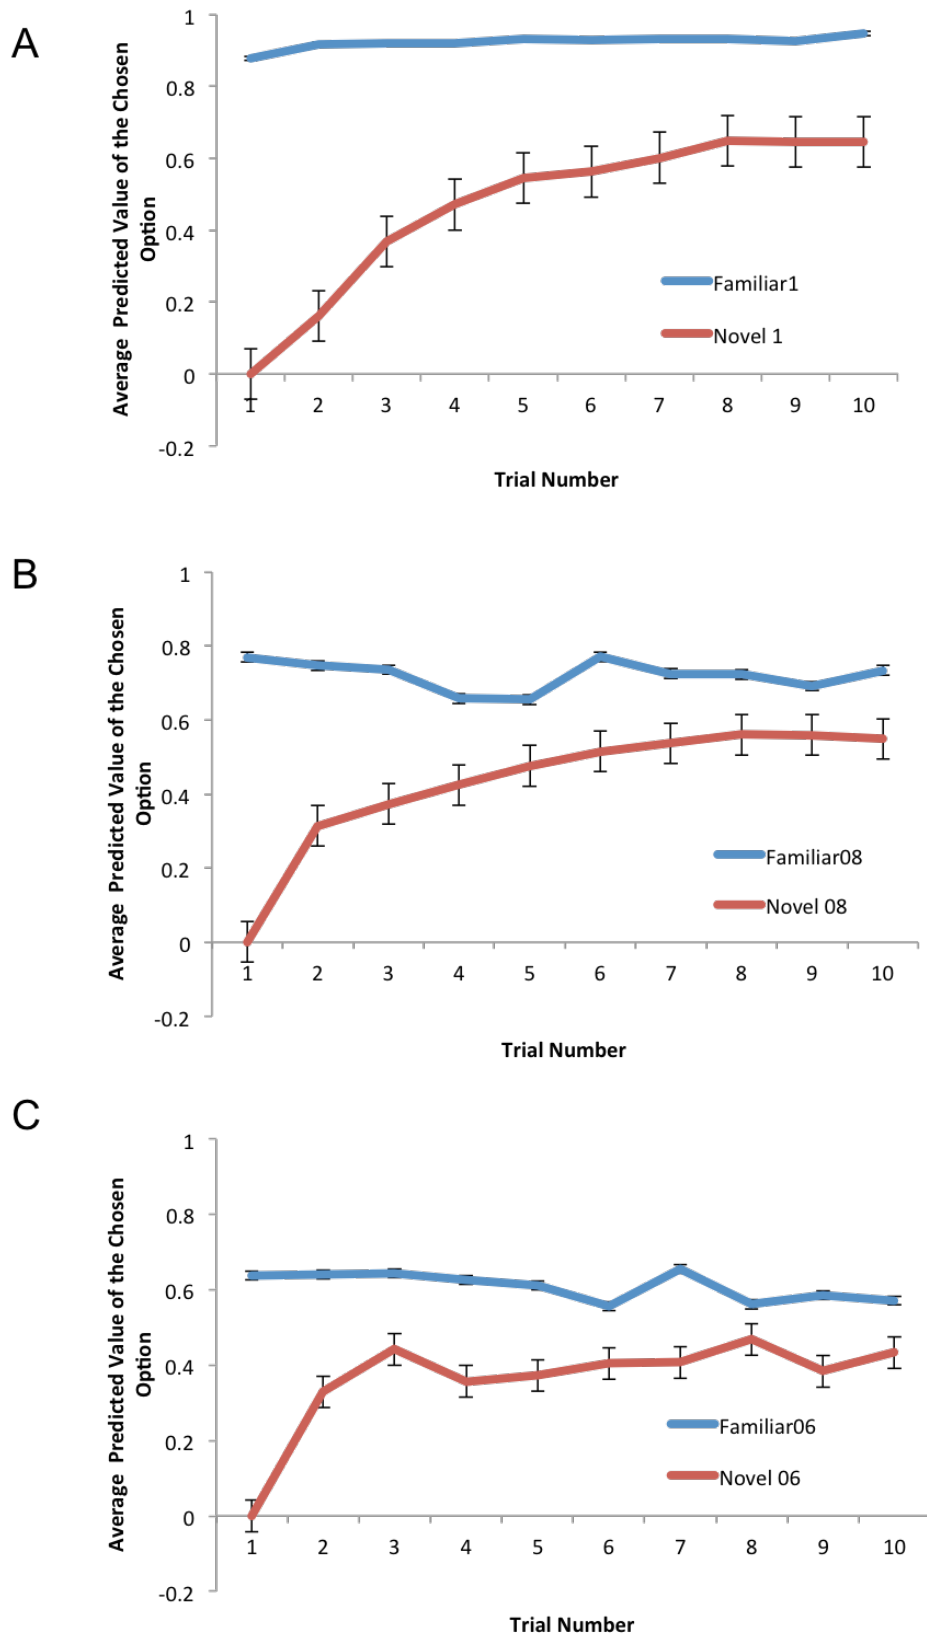 A
Average Predicted Value of the Chosen
Option
1
0.8
0.6
0.4
0.2
0
-0.2
1 2 3 4 5 6 7 8 9 10
Familiar1
Novel 1
Trial Number
B
Average Predicted Value of the Chosen
Option
1
0.8
0.6
0.4
0.2
0
-0.2
1 2 3 4 5 6 7 8 9 10
Familiar08
Novel 08
Trial Number
C
Average Predicted Value of the Chosen
Option
1
0.8
0.6
0.4
0.2
0
-0.2
1 2 3 4 5 6 7 8 9 10
Familiar06
Novel 06
Trial Number